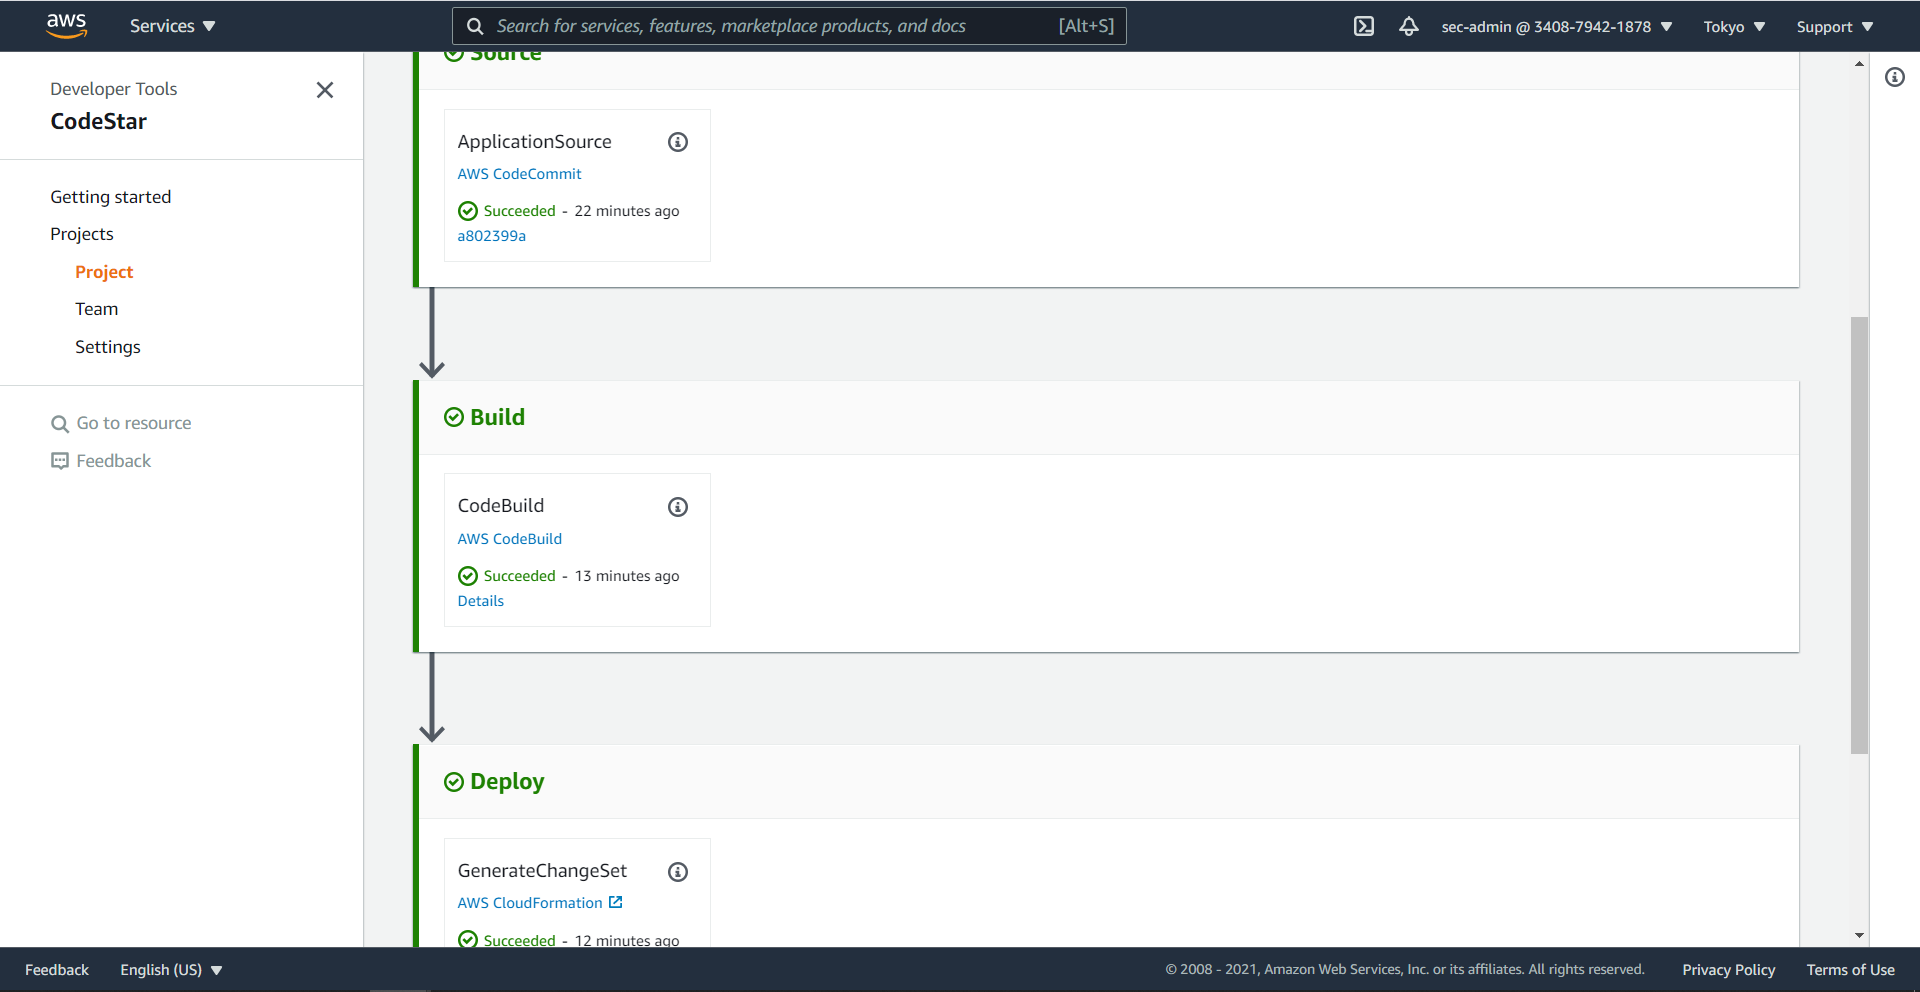 aws
Services
Search for services, features, marketplace products, and docs [Alt+S]
sec-admin @ 3408-7942-1878
Tokyo
Support
Developer Tools
CodeStar
Getting started
Projects
Project
Team
Settings
Go to resource
Feedback
Source
ApplicationSource
AWS CodeCommit
Succeeded - 22 minutes ago
a802399a
Build
CodeBuild
AWS CodeBuild
Succeeded - 13 minutes ago
Details
Deploy
GenerateChangeSet
AWS CloudFormation
Succeeded - 12 minutes ago
Feedback
English (US)
© 2008 - 2021, Amazon Web Services, Inc. or its affiliates. All rights reserved.
Privacy Policy
Terms of Use